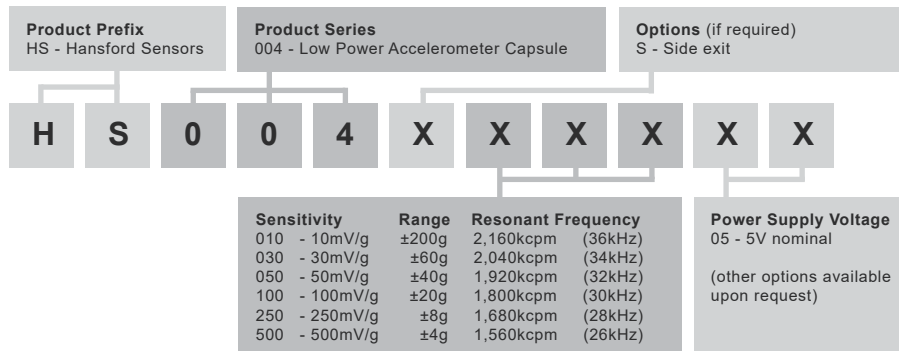 Product Prefix
HS - Hansford Sensors
Product Series
004 - Low Power Accelerometer Capsule
Options (if required)
S - Side exit
H S 0 0 4 X X X X X X
Sensitivity Range Resonant Frequency
010 - 10mV/g ±200g 2,160kcpm (36kHz)
030 - 30mV/g ±60g 2,040kcpm (34kHz)
050 - 50mV/g ±40g 1,920kcpm (32kHz)
100 - 100mV/g ±20g 1,800kcpm (30kHz)
250 - 250mV/g ±8g 1,680kcpm (28kHz)
500 - 500mV/g ±4g 1,560kcpm (26kHz)
Power Supply Voltage
05 - 5V nominal
(other options available
upon request)